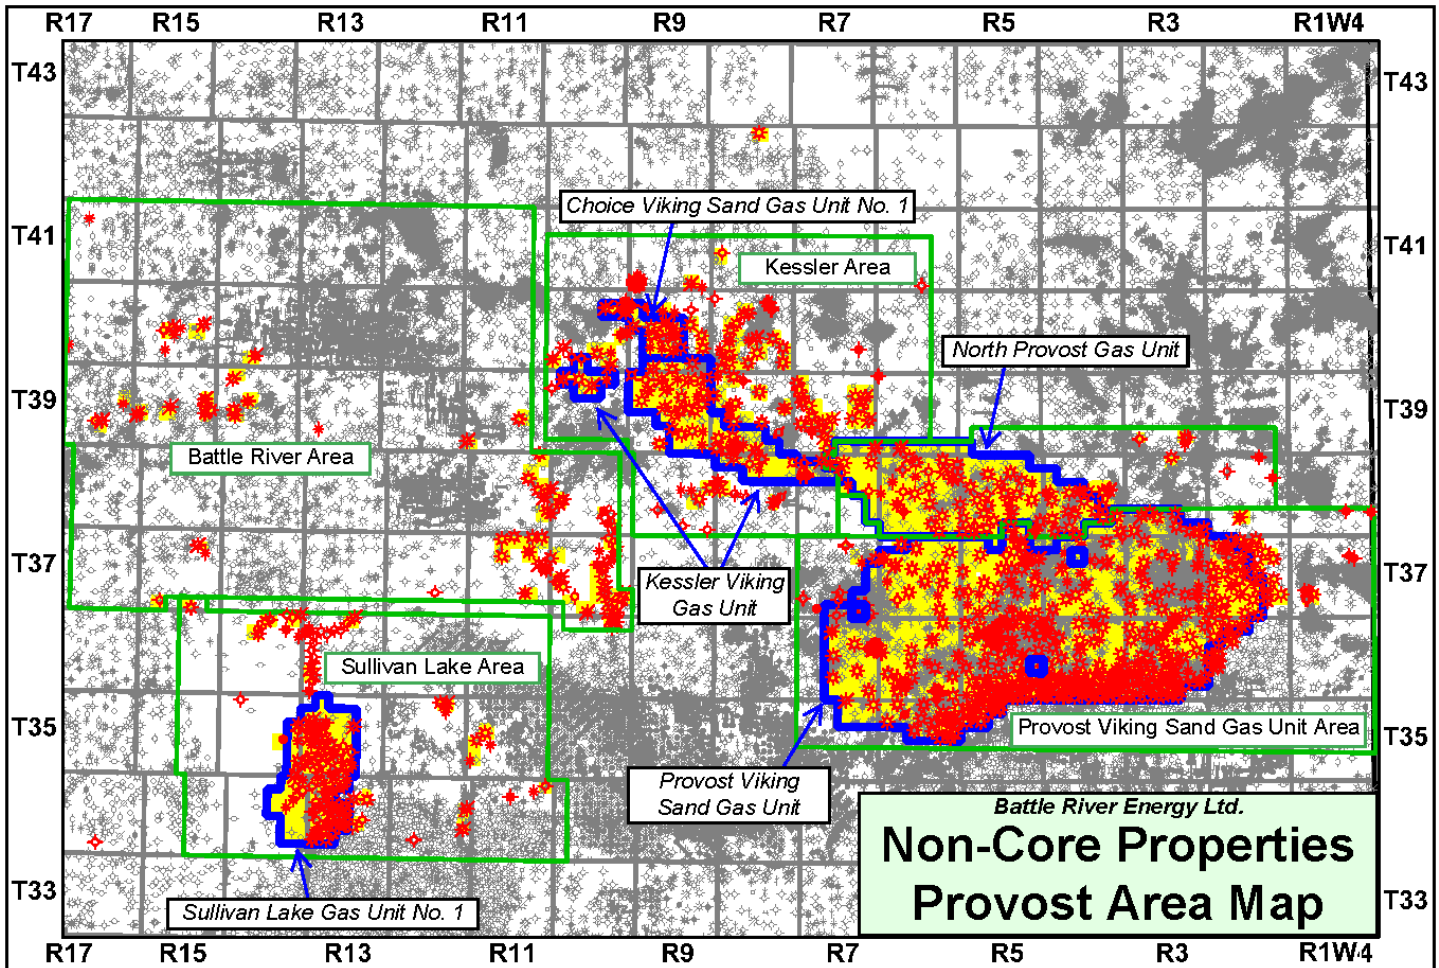 R17 R15 R13 R11 R9 R7 R5 R3 R1W4
T43 T43
Choice Viking Sand Gas Unit No. 1
T41 T41
Kessler Area
North Provost Gas Unit
T39 T39
Battle River Area
T37 T37
Kessler Viking
Gas Unit
Sullivan Lake Area
T35 T35
Provost Viking Sand Gas Unit Area
Provost Viking
Sand Gas Unit
Battle River Energy Ltd.
Non-Core Properties
Provost Area Map
T33 T33
Sullivan Lake Gas Unit No. 1
R17 R15 R13 R11 R9 R7 R5 R3 R1W4